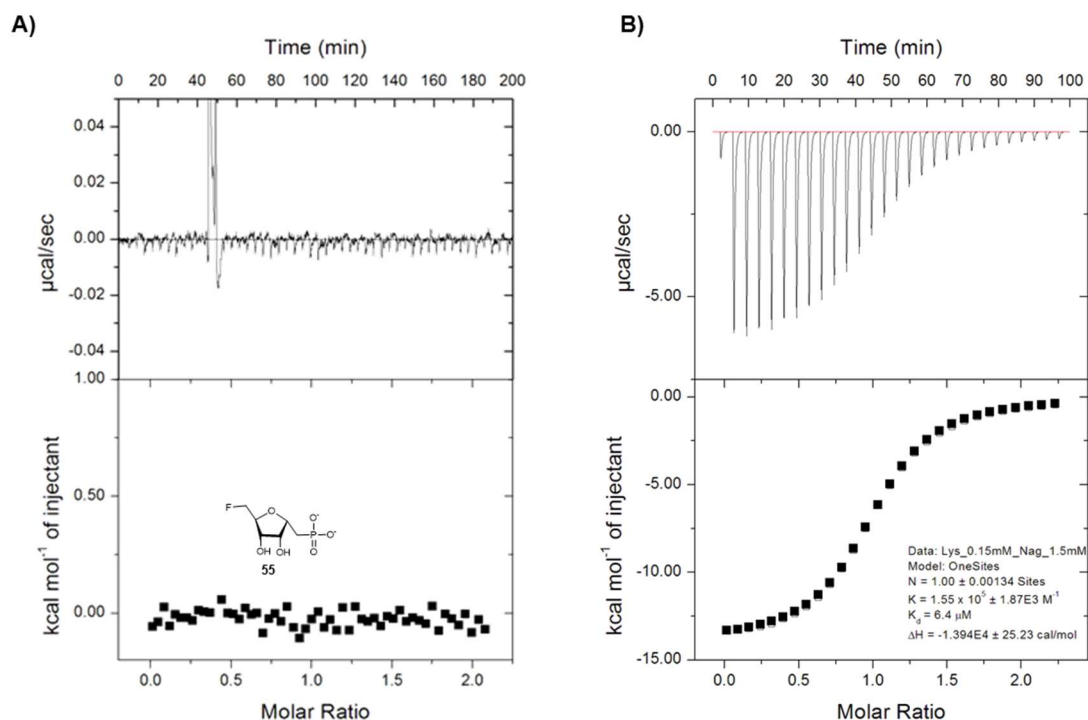 A)
Time (min)
0 20 40 60 80 100 120 140 160 180 200
0.04
0.02
0.00
-0.02
-0.04
µcal/sec
1.00
0.50
0.00
kcal mol⁻¹ of injectant
F
O
O⁻
P
O⁻
O
OH
OH
55
0.0 0.5 1.0 1.5 2.0
Molar Ratio
B)
Time (min)
0 10 20 30 40 50 60 70 80 90 100
0.00
-5.00
µcal/sec
0.00
-5.00
-10.00
-15.00
kcal mol⁻¹ of injectant
Data: Lys_0.15mM_Nag_1.5mM
Model: OneSites
N = 1.00 ± 0.00134 Sites
K = 1.55 x 10⁵ ± 1.87E3 M⁻¹
K_d = 6.4 µM
ΔH = -1.394E4 ± 25.23 cal/mol
0.0 0.5 1.0 1.5 2.0
Molar Ratio